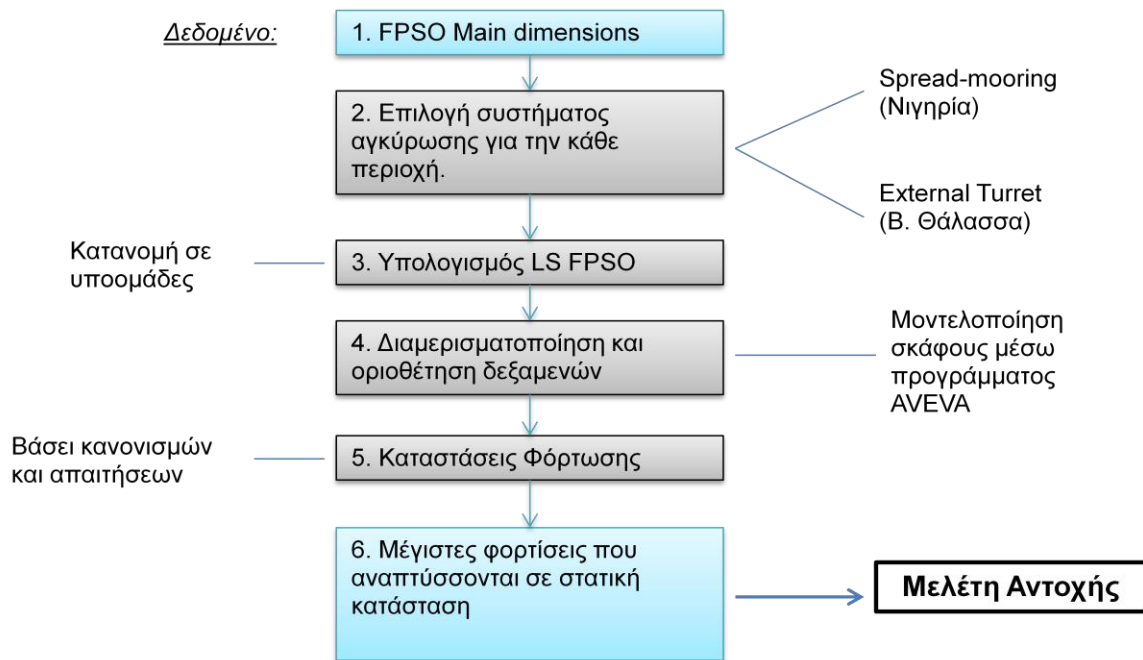 Δεδομένο:
1. FPSO Main dimensions
2. Επιλογή συστήματος
αγκύρωσης για την κάθε
περιοχή.
Spread-mooring
(Νιγηρία)
External Turret
(Β. Θάλασσα)
Κατανομή σε
υποομάδες
3. Υπολογισμός LS FPSO
4. Διαμερισματοποίηση και
οριοθέτηση δεξαμενών
Μοντελοποίηση
σκάφους μέσω
προγράμματος
AVEVA
Βάσει κανονισμών
και απαιτήσεων
5. Καταστάσεις Φόρτωσης
6. Μέγιστες φορτίσεις που
αναπτύσσονται σε στατική
κατάσταση
Μελέτη Αντοχής